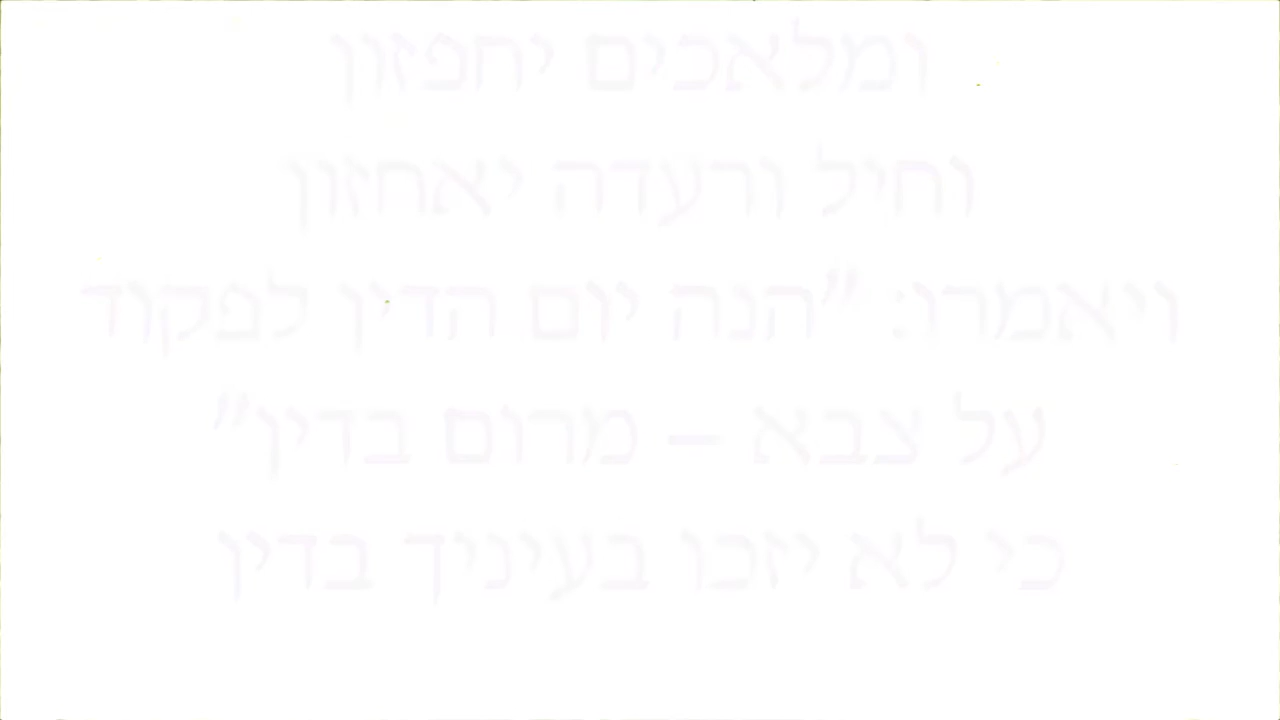 ומלאכים יחפזון
וחיל ורעדה יאחזון
ויאמרו: "הנה יום הדין לפקוד
על צבא – מרום בדין"
כי לא יזכו בעיניך בדין